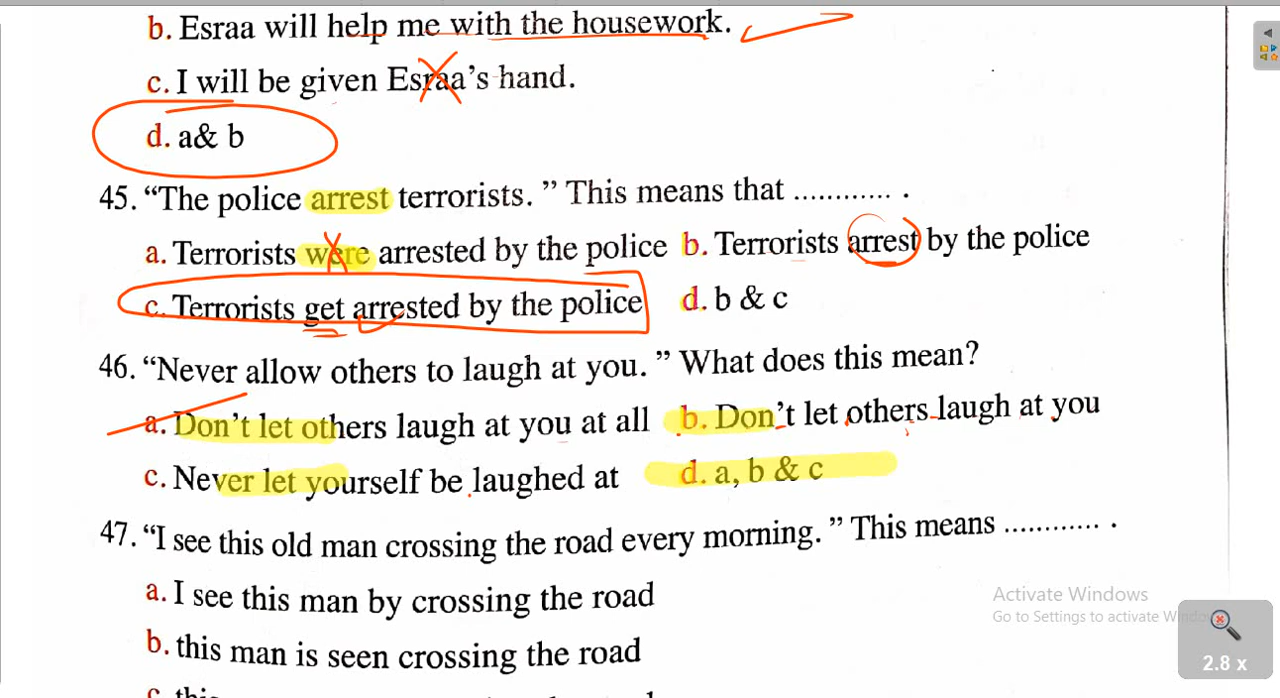 b. Esraa will help me with the housework.
c. I will be given Esraa's hand.
d. a& b
45. “The police arrest terrorists. ” This means that ............ .
a. Terrorists were arrested by the police b. Terrorists arrest by the police
c. Terrorists get arrested by the police d. b & c
46. “Never allow others to laugh at you. ” What does this mean?
a. Don't let others laugh at you at all b. Don't let others laugh at you
c. Never let yourself be laughed at d. a, b & c
47. “I see this old man crossing the road every morning. ” This means ............ .
a. I see this man by crossing the road
b. this man is seen crossing the road
Activate Windows
Go to Settings to activate
2.8 x